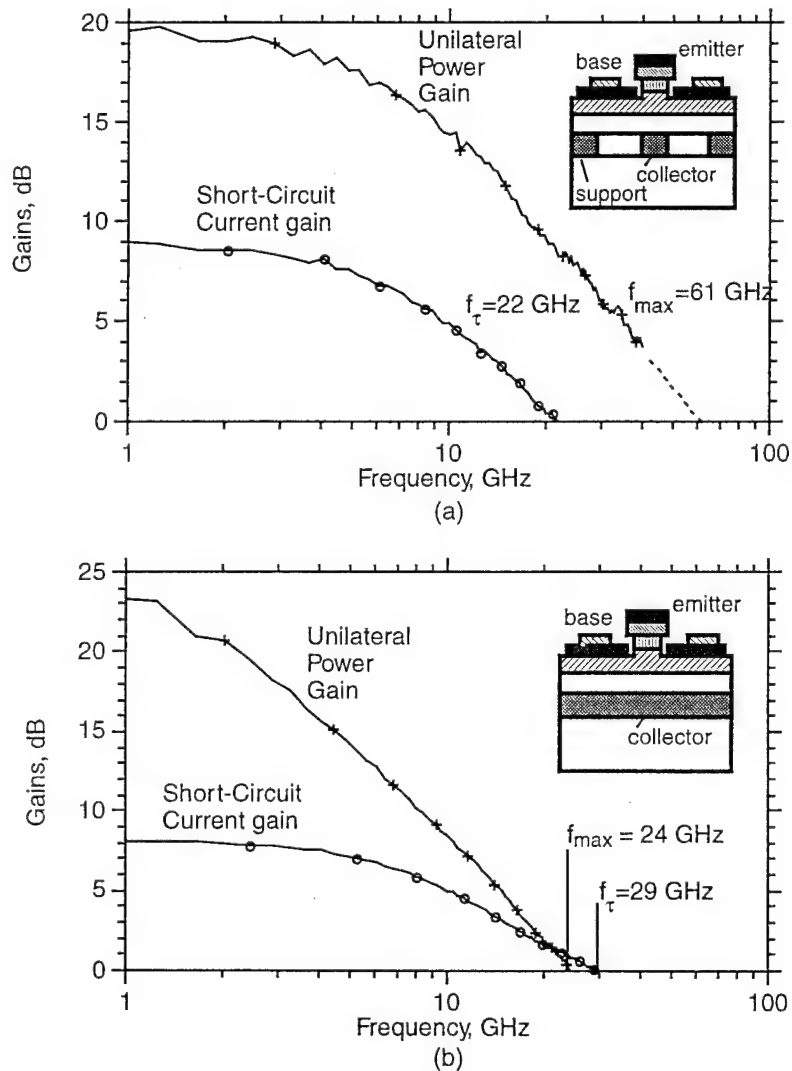 20
15
10
5
0
Gains, dB
Unilateral
Power
Gain
Short-Circuit
Current gain
fτ=22 GHz
fmax=61 GHz
base
emitter
collector
support
1
10
100
Frequency, GHz
(a)
25
20
15
10
5
0
Gains, dB
Unilateral
Power
Gain
Short-Circuit
Current gain
base
emitter
collector
fmax = 24 GHz
fτ=29 GHz
1
10
100
Frequency, GHz
(b)